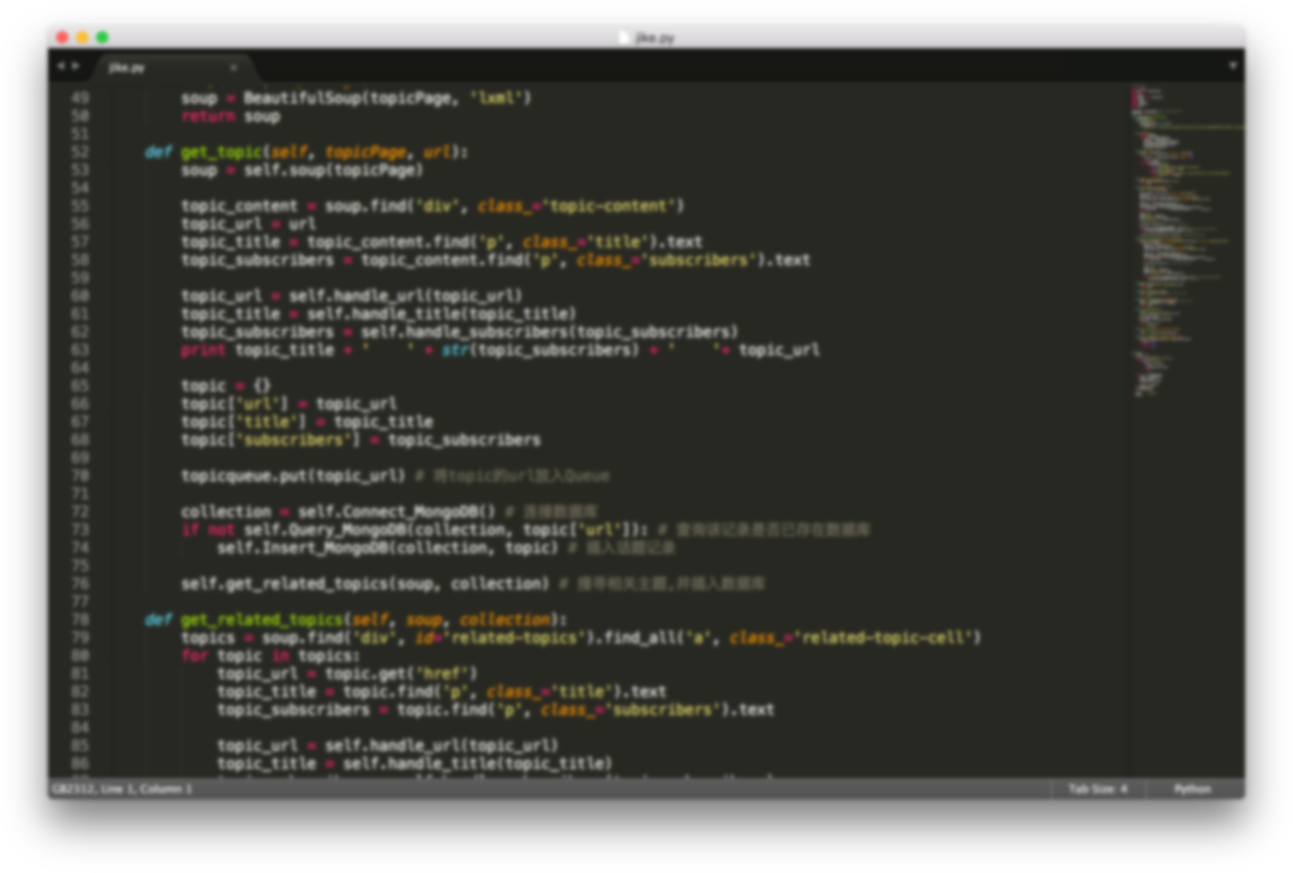 jike.py
jike.py
49 soup = BeautifulSoup(topicPage, 'lxml')
50 return soup
51
52 def get_topic(self, topicPage, url):
53 soup = self.soup(topicPage)
54
55 topic_content = soup.find('div', class_='topic-content')
56 topic_url = url
57 topic_title = topic_content.find('p', class_='title').text
58 topic_subscribers = topic_content.find('p', class_='subscribers').text
59
60 topic_url = self.handle_url(topic_url)
61 topic_title = self.handle_title(topic_title)
62 topic_subscribers = self.handle_subscribers(topic_subscribers)
63 print topic_title + '    ' + str(topic_subscribers) + '    '+ topic_url
64
65 topic = {}
66 topic['url'] = topic_url
67 topic['title'] = topic_title
68 topic['subscribers'] = topic_subscribers
69
70 topicqueue.put(topic_url) # 将topic的url放入Queue
71
72 collection = self.Connect_MongoDB() # 连接数据库
73 if not self.Query_MongoDB(collection, topic['url']): # 查询该记录是否已存在数据库
74 self.Insert_MongoDB(collection, topic) # 插入话题记录
75
76 self.get_related_topics(soup, collection) # 搜寻相关主题,并插入数据库
77
78 def get_related_topics(self, soup, collection):
79 topics = soup.find('div', id='related-topics').find_all('a', class_='related-topic-cell')
80 for topic in topics:
81 topic_url = topic.get('href')
82 topic_title = topic.find('p', class_='title').text
83 topic_subscribers = topic.find('p', class_='subscribers').text
84
85 topic_url = self.handle_url(topic_url)
86 topic_title = self.handle_title(topic_title)
GB2312, Line 1, Column 1
Tab Size: 4
Python